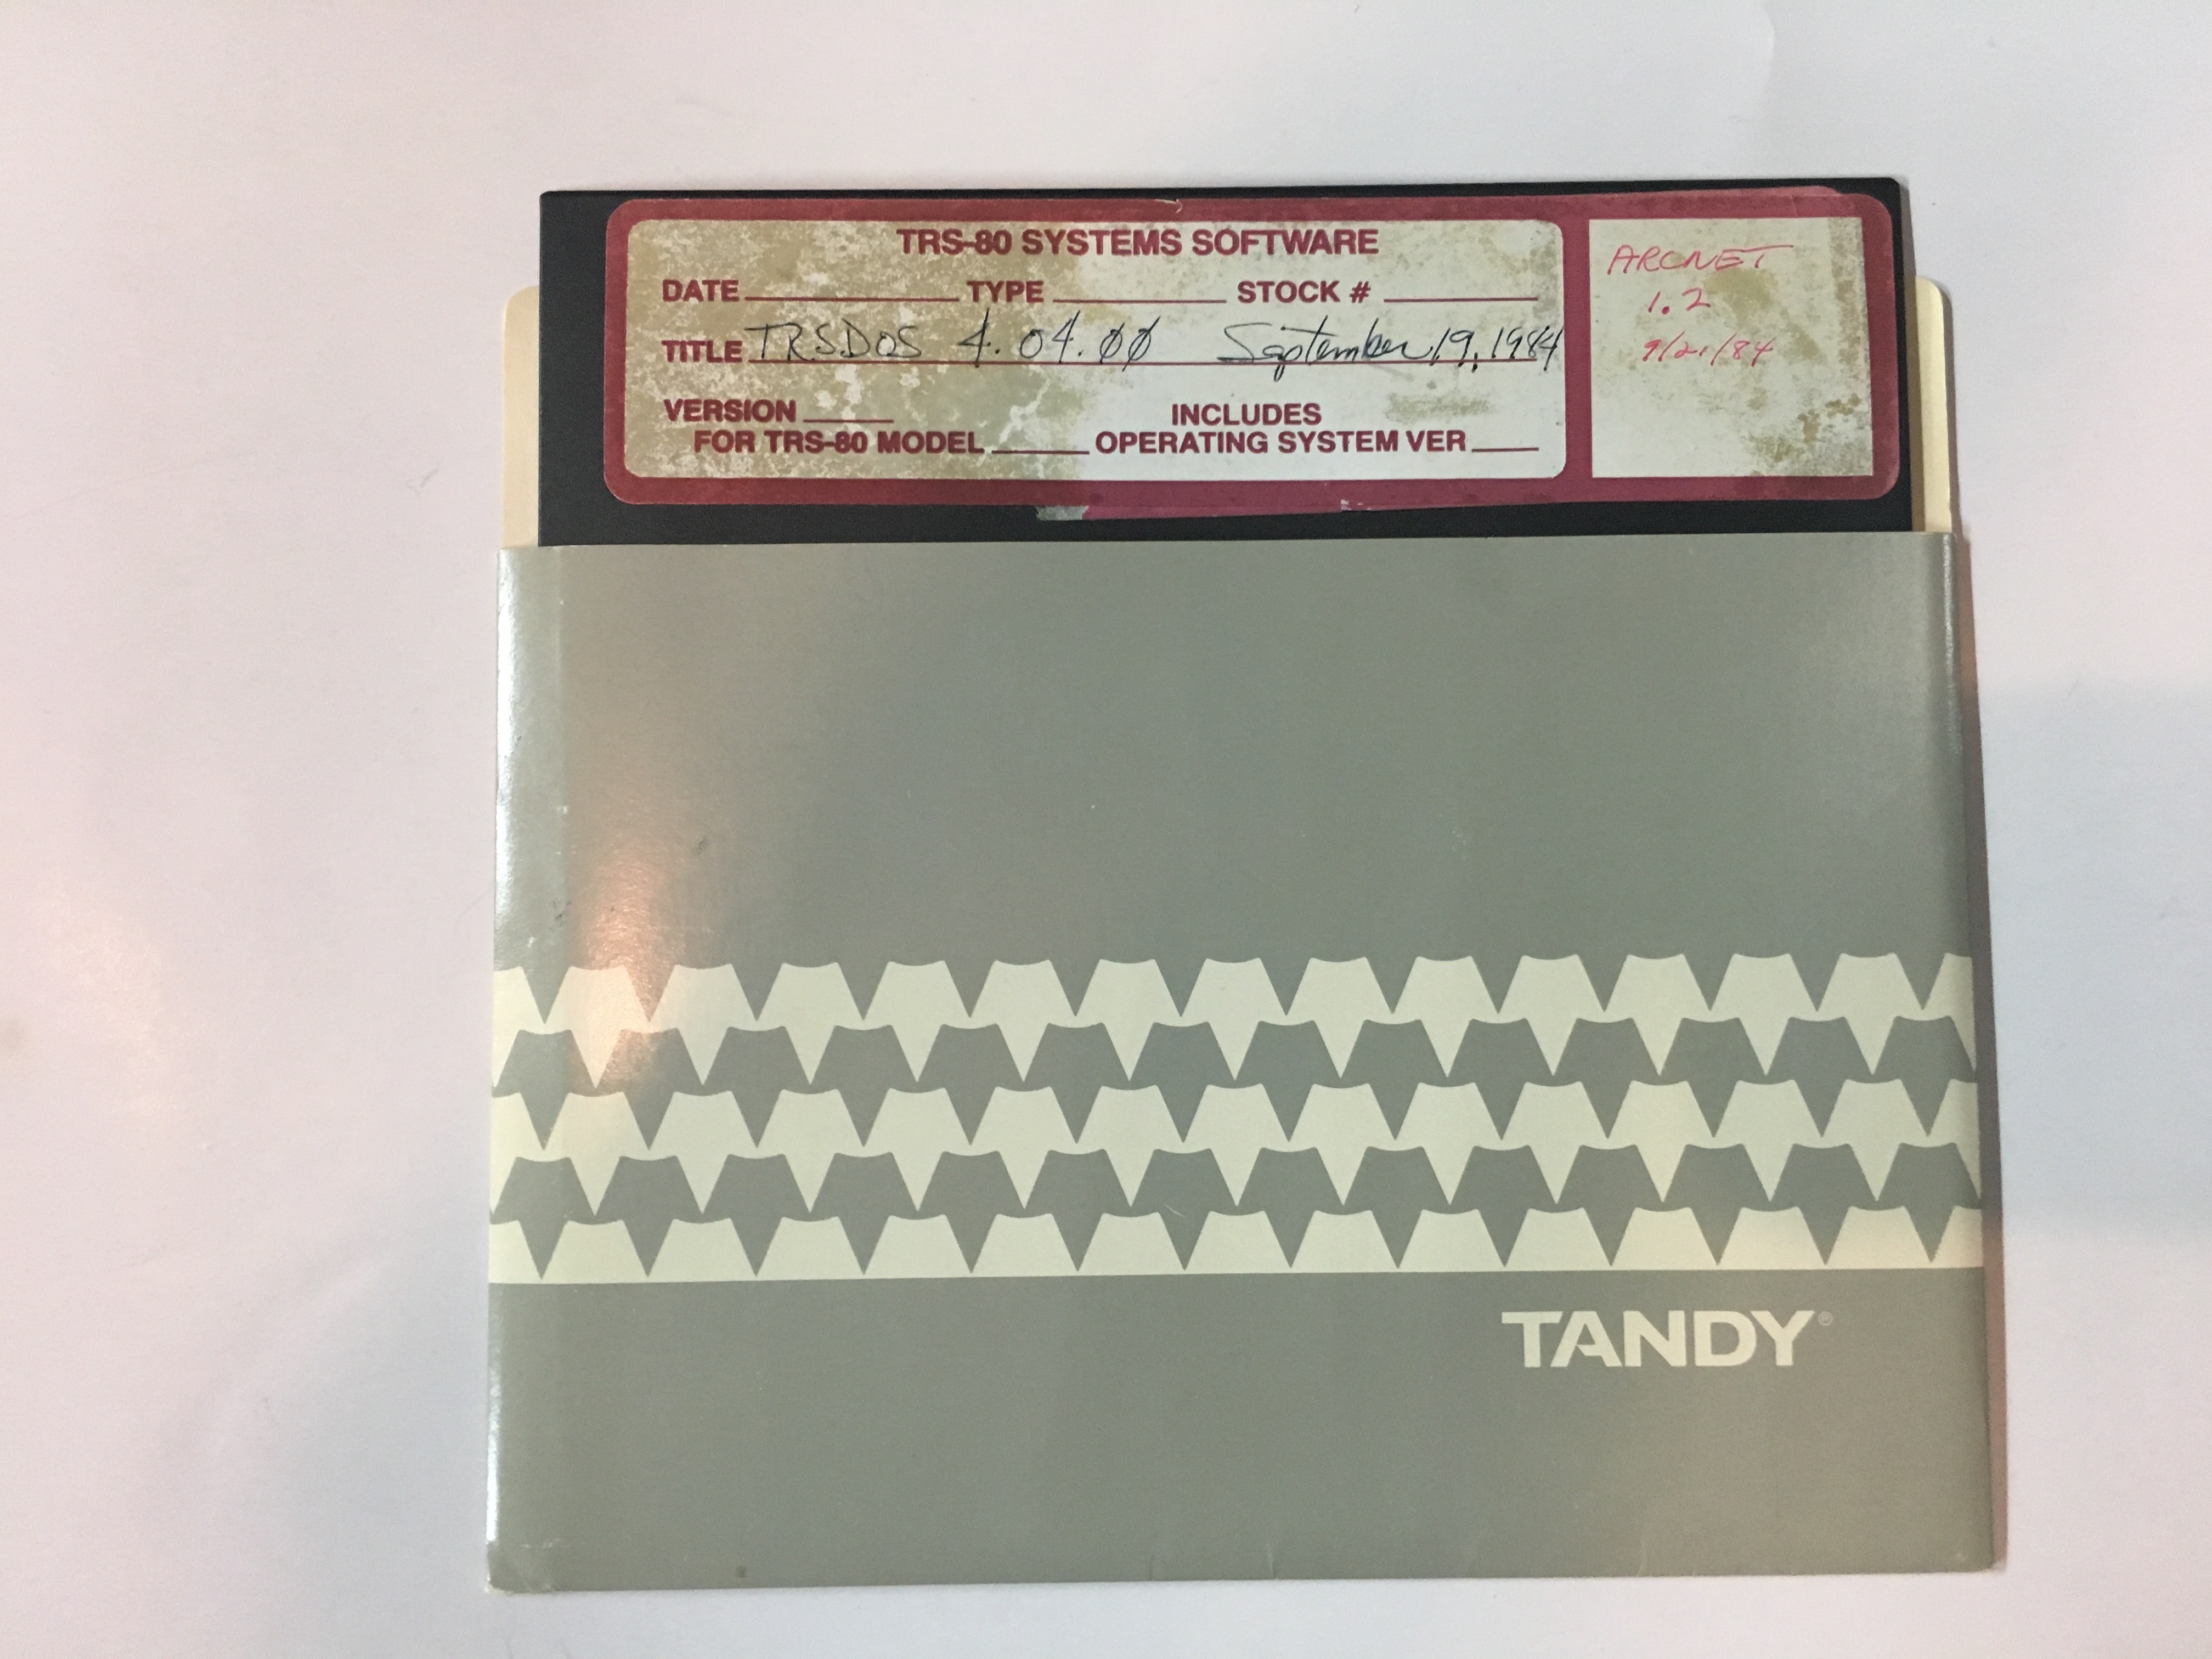 TRS-80 SYSTEMS SOFTWARE
DATE TYPE STOCK #
TITLE TRSDOS 4.04.00 September 19, 1984
VERSION INCLUDES
FOR TRS-80 MODEL OPERATING SYSTEM VER
ARCNET
1.2
9/21/84
TANDY®